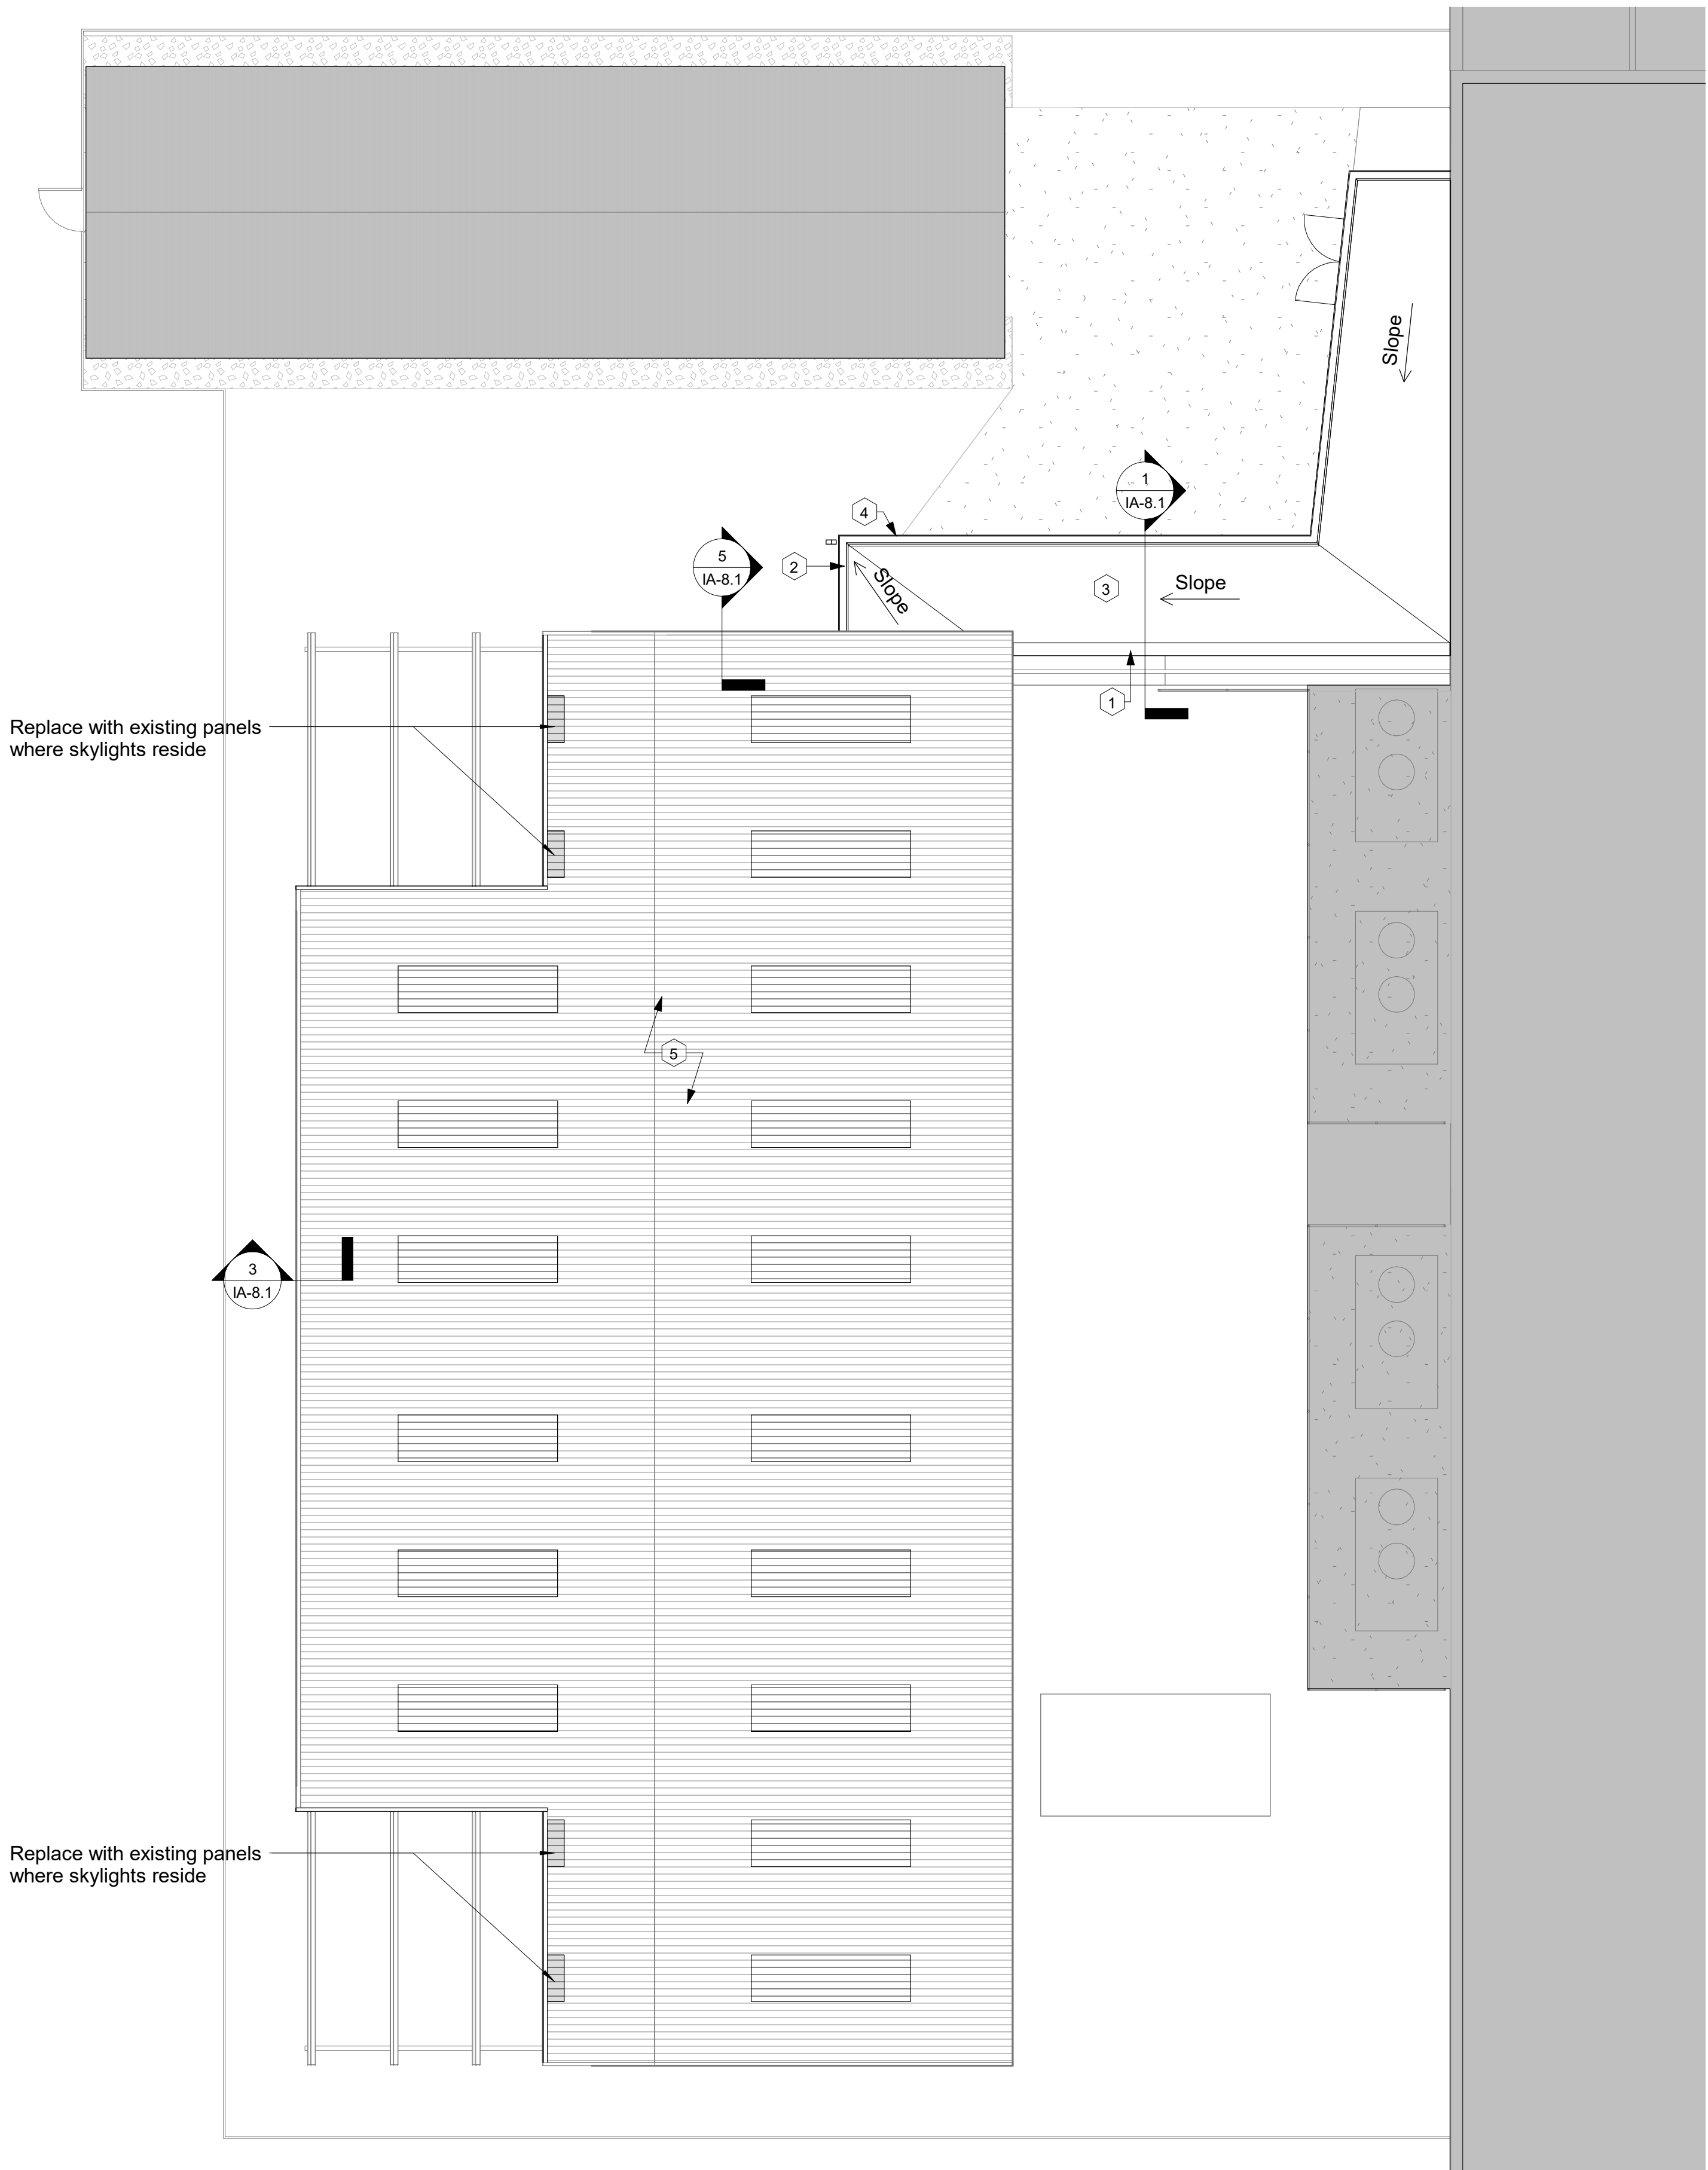 Slope
1
IA-8.1
4
5
IA-8.1
2
Slope
3
Slope
1
Replace with existing panels
where skylights reside
5
3
IA-8.1
Replace with existing panels
where skylights reside